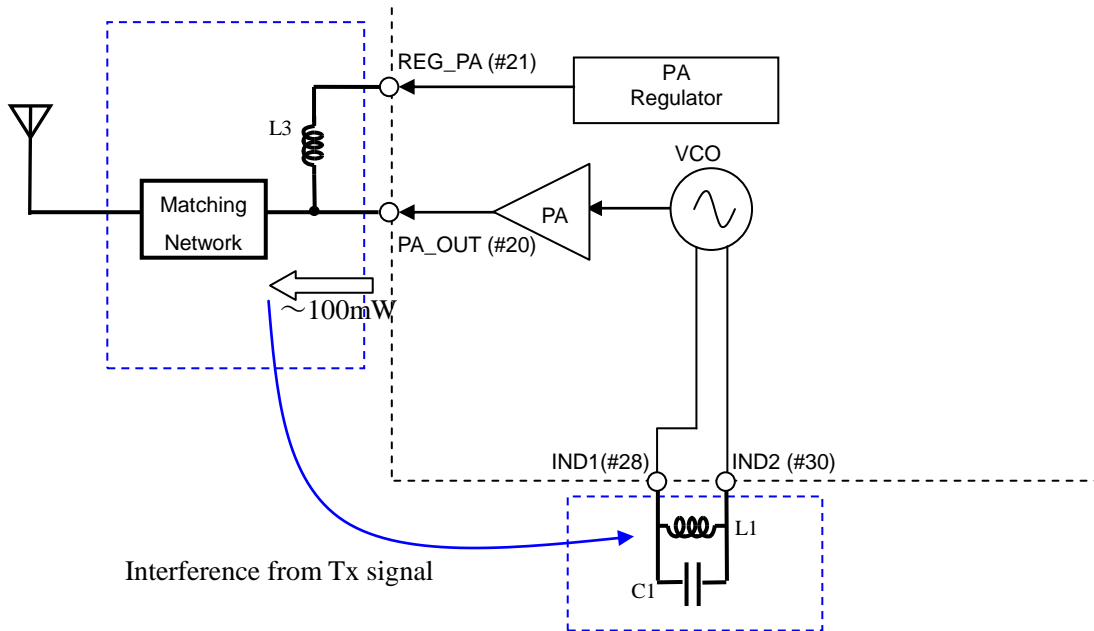 REG_PA (#21)
PA
Regulator
L3
VCO
Matching
Network
PA
PA_OUT (#20)
～100mW
IND1(#28)
IND2 (#30)
L1
C1
Interference from Tx signal